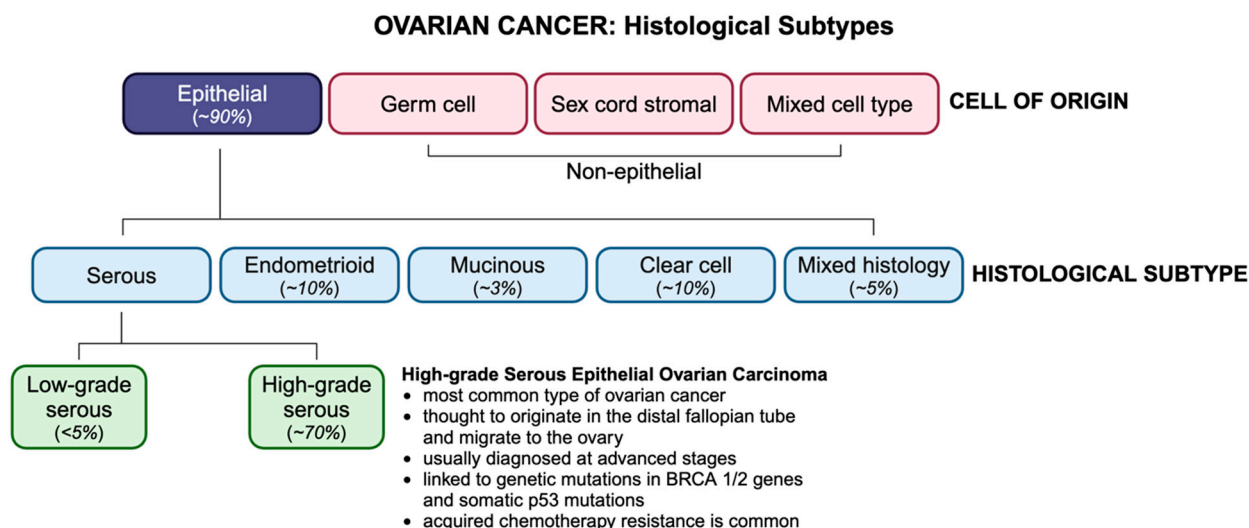 OVARIAN CANCER: Histological Subtypes
Epithelial
(~90%)
Germ cell
Sex cord stromal
Mixed cell type
CELL OF ORIGIN
Non-epithelial
Serous
Endometrioid
(~10%)
Mucinous
(~3%)
Clear cell
(~10%)
Mixed histology
(~5%)
HISTOLOGICAL SUBTYPE
Low-grade
serous
(<5%)
High-grade
serous
(~70%)
High-grade Serous Epithelial Ovarian Carcinoma
• most common type of ovarian cancer
• thought to originate in the distal fallopian tube
and migrate to the ovary
• usually diagnosed at advanced stages
• linked to genetic mutations in BRCA 1/2 genes
and somatic p53 mutations
• acquired chemotherapy resistance is common